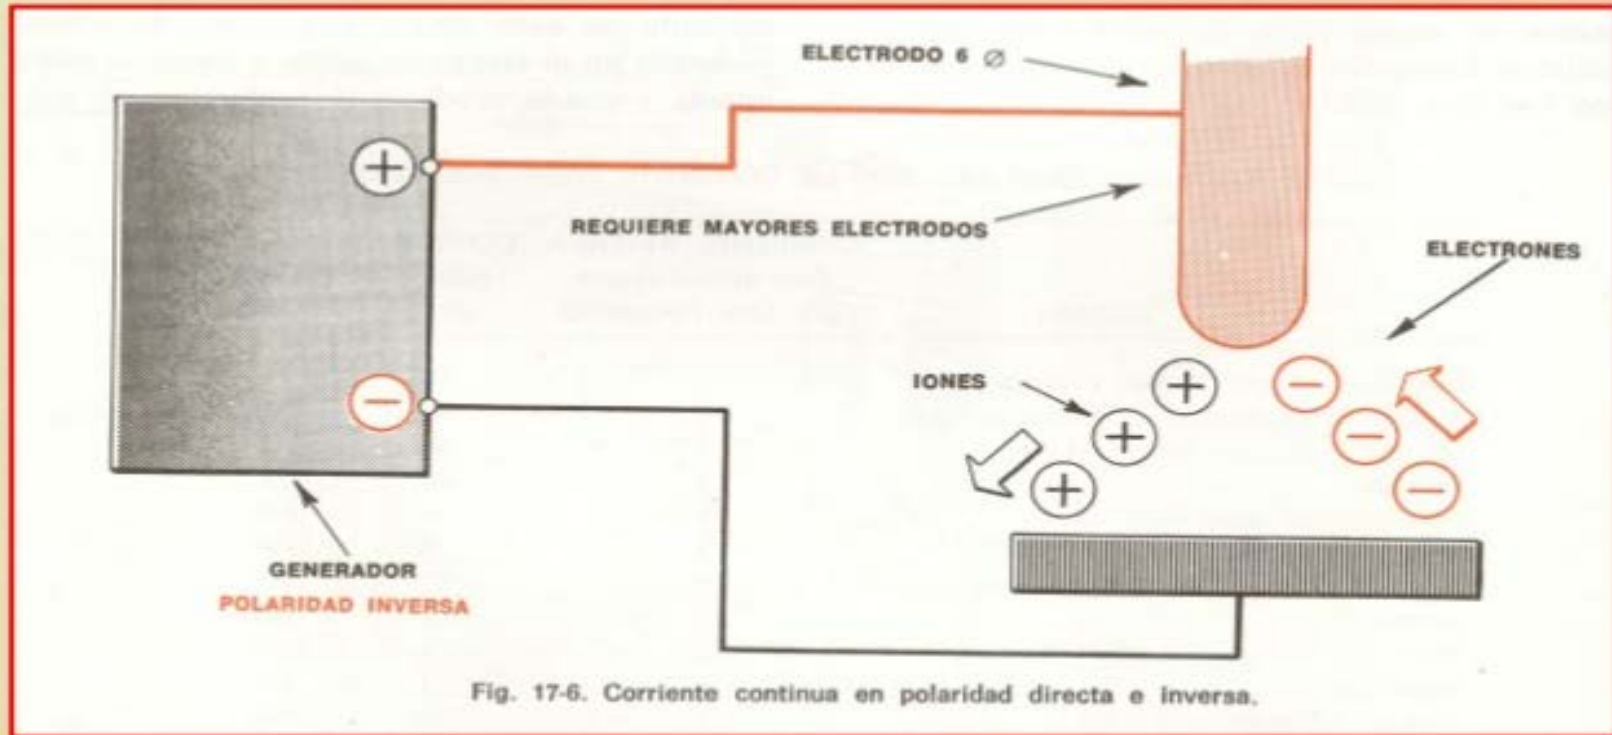 ELECTRODO 6 ∅
+
REQUIERE MAYORES ELECTRODOS
ELECTRONES
−
IONES
+ −
+ −
+ −
GENERADOR
POLARIDAD INVERSA
Fig. 17-6. Corriente continua en polaridad directa e inversa.